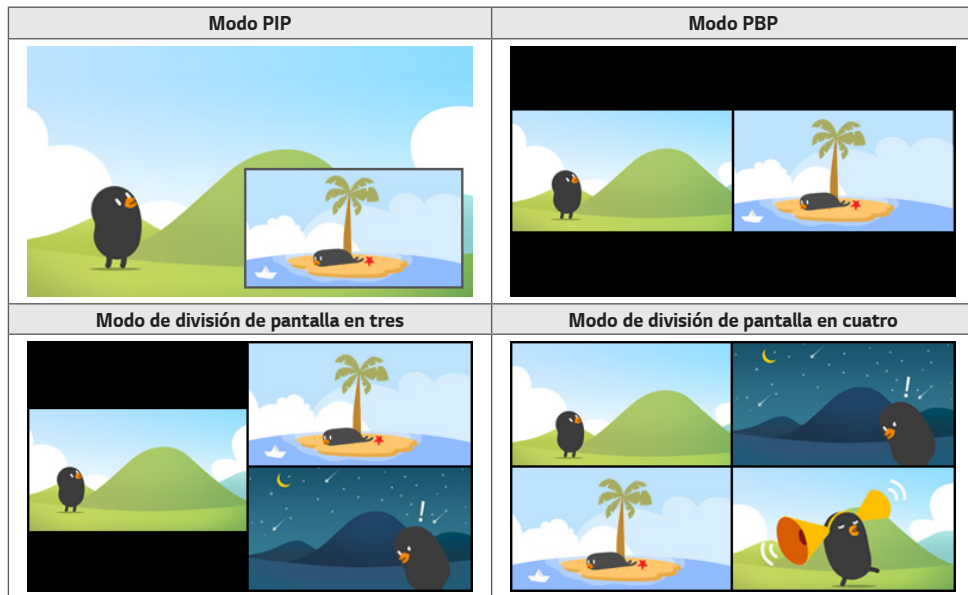 Modo PIP
Modo PBP
Modo de división de pantalla en tres
Modo de división de pantalla en cuatro
!
!